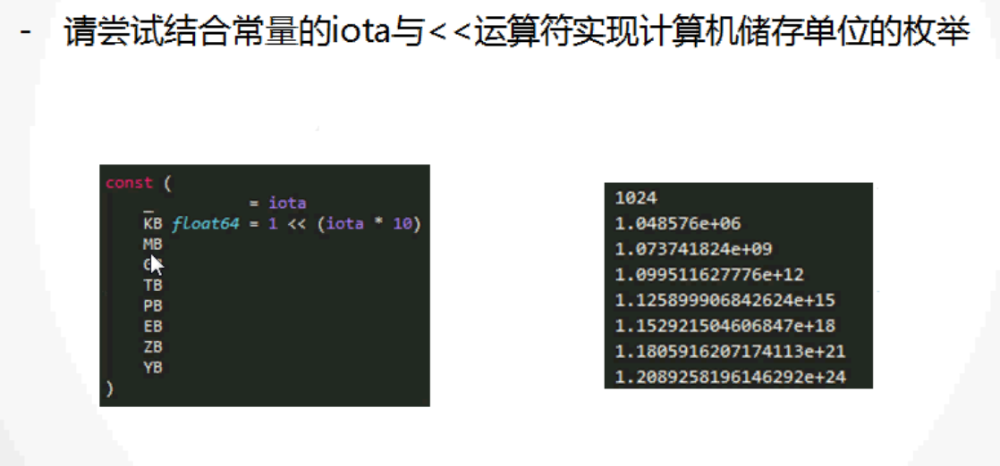 - 请尝试结合常量的iota与<<运算符实现计算机储存单位的枚举
const (
_ = iota
KB float64 = 1 << (iota * 10)
MB
TB
PB
EB
ZB
YB
)
1024
1.048576e+06
1.073741824e+09
1.099511627776e+12
1.125899906842624e+15
1.152921504606847e+18
1.1805916207174113e+21
1.2089258196146292e+24